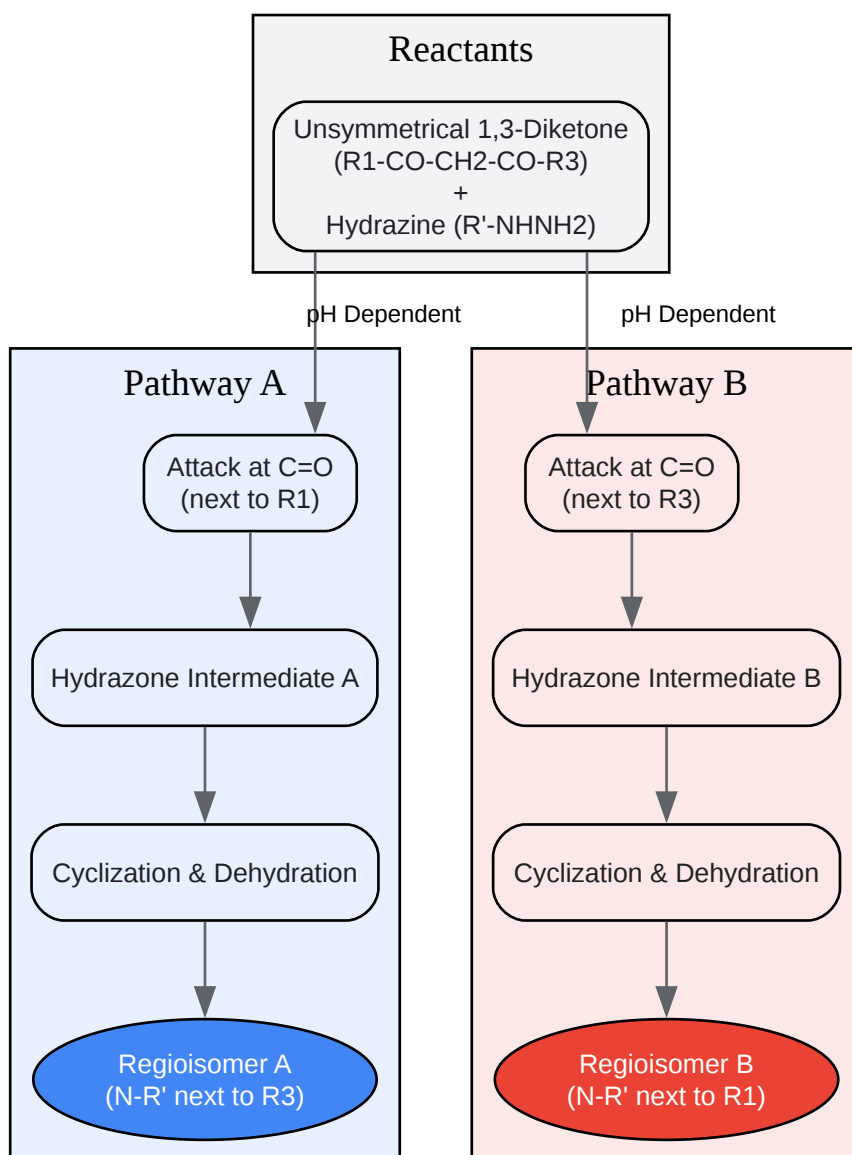 Reactants
Unsymmetrical 1,3-Diketone
(R1-CO-CH2-CO-R3)
+
Hydrazine (R'-NHNH2)
pH Dependent
pH Dependent
Pathway A
Attack at C=O
(next to R1)
Hydrazone Intermediate A
Cyclization & Dehydration
Regioisomer A
(N-R' next to R3)
Pathway B
Attack at C=O
(next to R3)
Hydrazone Intermediate B
Cyclization & Dehydration
Regioisomer B
(N-R' next to R1)